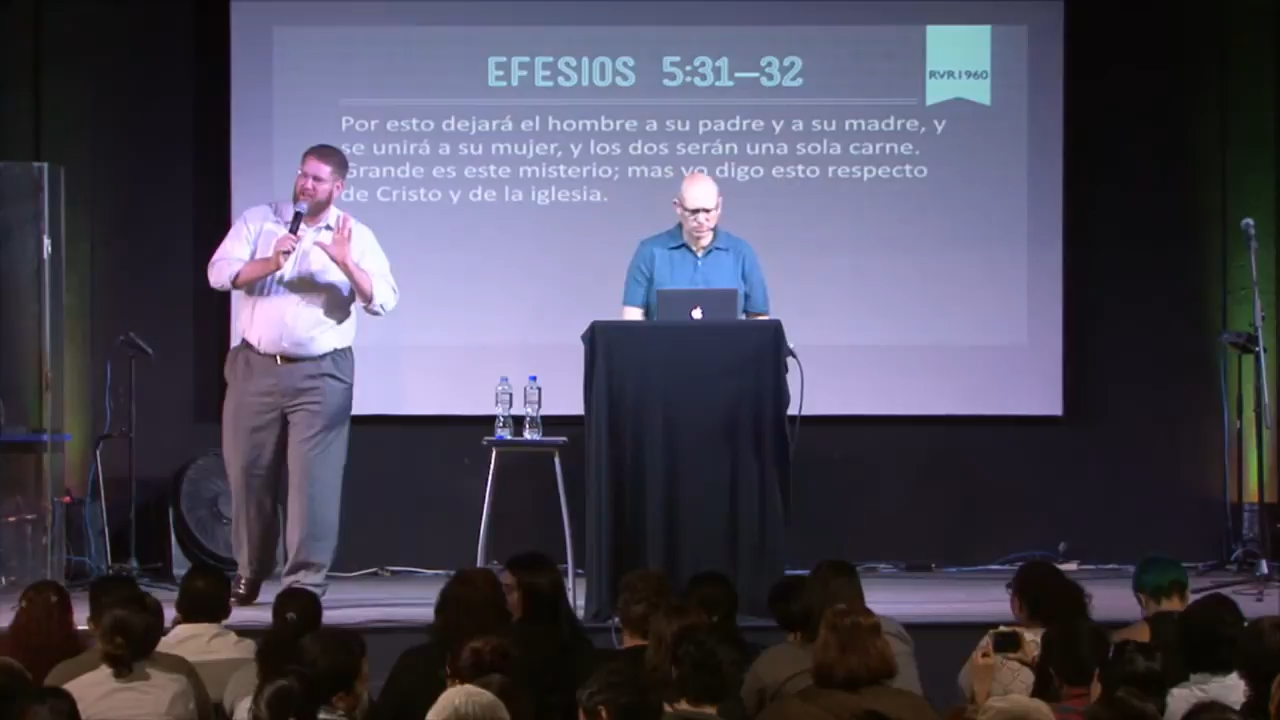 EFESIOS 5:31–32
RVR1960
Por esto dejará el hombre a su padre y a su madre, y
se unirá a su mujer, y los dos serán una sola carne.
Grande es este misterio; mas yo digo esto respecto
de Cristo y de la iglesia.